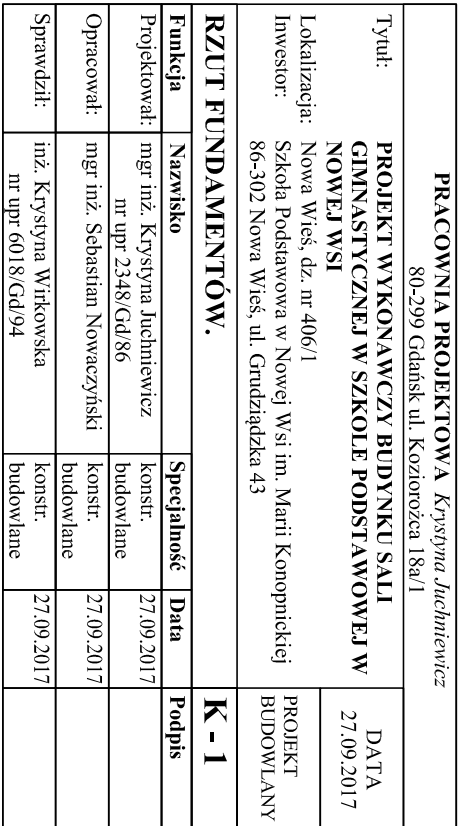 PRACOWNIA PROJEKTOWA Krystyna Juchniewicz
80-299 Gdańsk ul. Koziorożca 18a/1
Tytuł: PROJEKT WYKONAWCZY BUDYNKU SALI
GIMNASTYCZNEJ W SZKOLE PODSTAWOWEJ W
NOWEJ WSI
DATA
27.09.2017
Lokalizacja: Nowa Wieś, dz. nr 406/1
Inwestor: Szkoła Podstawowa w Nowej Wsi im. Marii Konopnickiej
86-302 Nowa Wieś, ul. Grudziądzka 43
PROJEKT
BUDOWLANY
RZUT FUNDAMENTÓW. K - 1
Funkcja Nazwisko Specjalność Data Podpis
Projektował: mgr inż. Krystyna Juchniewicz konstr. 27.09.2017
nr upr 2348/Gd/86 budowlane
Opracował: mgr inż. Sebastian Nowaczyński konstr. 27.09.2017
budowlane
Sprawdził: inż. Krystyna Wirkowska konstr. 27.09.2017
nr upr 6018/Gd/94 budowlane